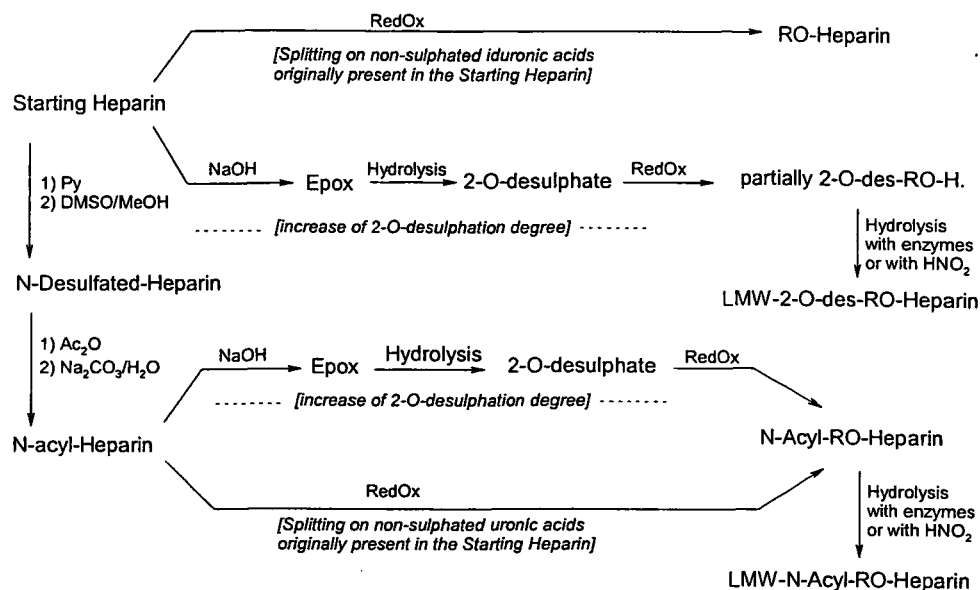 RedOx
RO-Heparin
[Splitting on non-sulphated iduronic acids
originally present in the Starting Heparin]
Starting Heparin
NaOH
Epox
Hydrolysis
2-O-desulphate
RedOx
partially 2-O-des-RO-H.
1) Py
2) DMSO/MeOH
------ [increase of 2-O-desulphation degree] ------
Hydrolysis
with enzymes
or with HNO₂
N-Desulfated-Heparin
LMW-2-O-des-RO-Heparin
1) Ac₂O
2) Na₂CO₃/H₂O
NaOH
Epox
Hydrolysis
2-O-desulphate
RedOx
------ [increase of 2-O-desulphation degree] ------
N-acyl-Heparin
N-Acyl-RO-Heparin
RedOx
[Splitting on non-sulphated uronic acids
originally present in the Starting Heparin]
Hydrolysis
with enzymes
or with HNO₂
LMW-N-Acyl-RO-Heparin